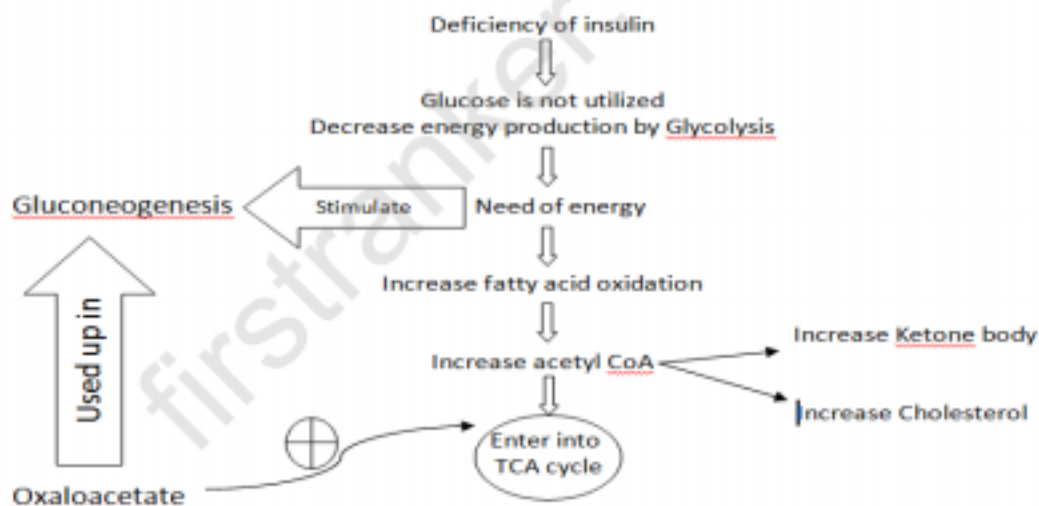 Deficiency of insulin
Glucose is not utilized
Decrease energy production by Glycolysis
Gluconeogenesis
Stimulate
Need of energy
Increase fatty acid oxidation
Used up in
Increase Ketone body
Increase acetyl CoA
Increase Cholesterol
Enter into
TCA cycle
Oxaloacetate
firstranker